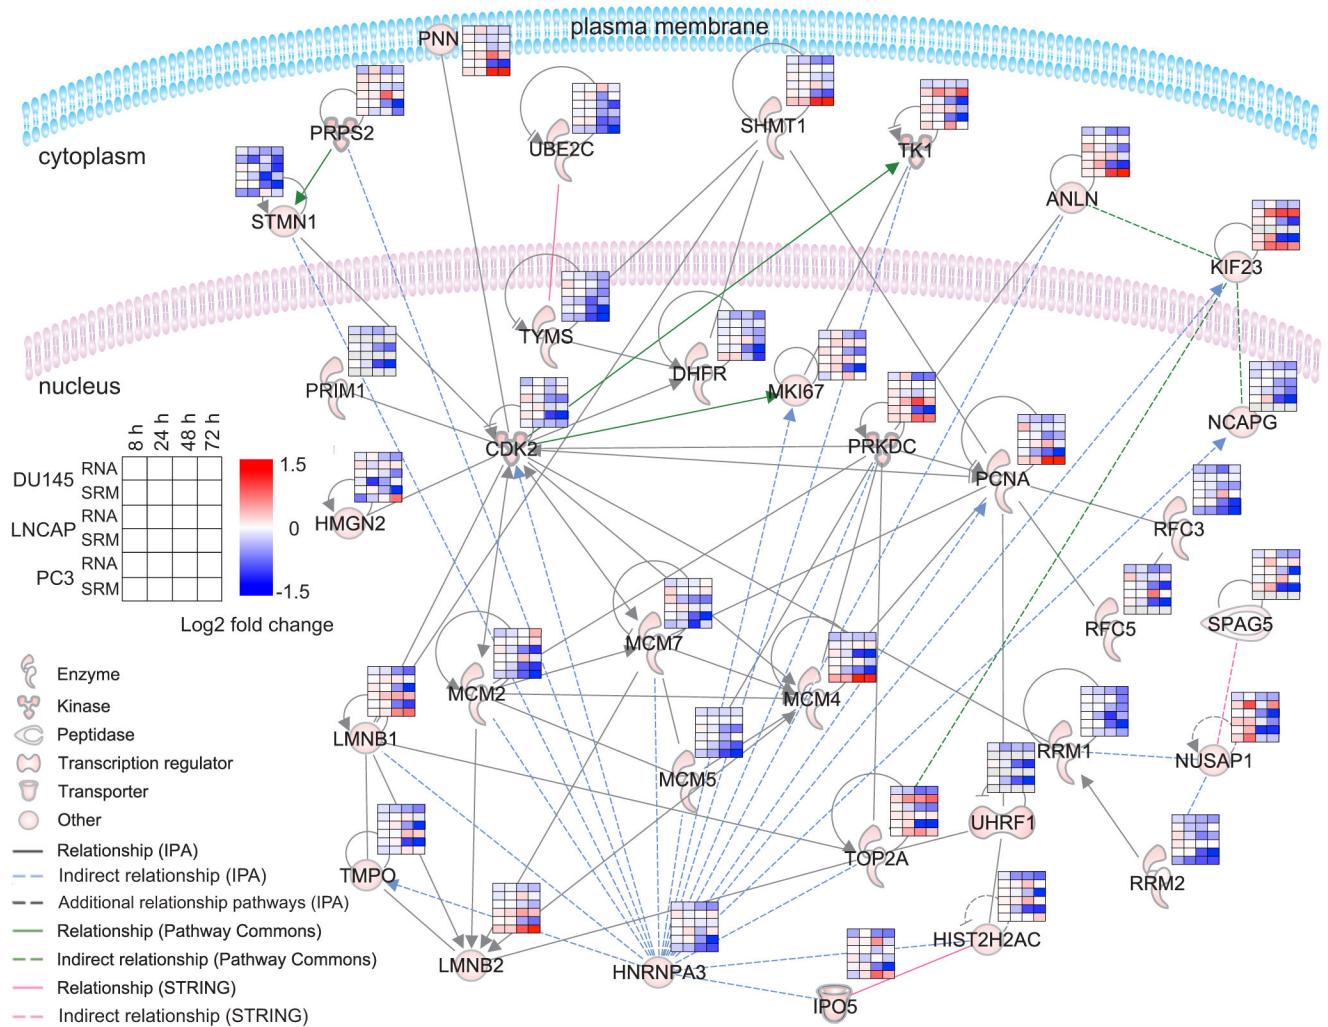 plasma membrane
PNN
PRPS2
UBE2C
SHMT1
TK1
cytoplasm
STMN1
ANLN
KIF23
TYMS
DHFR
MKI67
nucleus
PRIM1
CDK2
PRKDC
PCNA
NCAPG
HMGN2
RFC3
RFC5
SPAG5
8 h
24 h
48 h
72 h
DU145
RNA
SRM
LNCAP
RNA
SRM
PC3
RNA
SRM
1.5
0
-1.5
Log2 fold change
MCM7
MCM2
MCM4
LMNB1
MCM5
RRM1
NUSAP1
UHRF1
TOP2A
RRM2
TMPO
LMNB2
HNRNPA3
HIST2H2AC
IPO5
Enzyme
Kinase
Peptidase
Transcription regulator
Transporter
Other
Relationship (IPA)
Indirect relationship (IPA)
Additional relationship pathways (IPA)
Relationship (Pathway Commons)
Indirect relationship (Pathway Commons)
Relationship (STRING)
Indirect relationship (STRING)